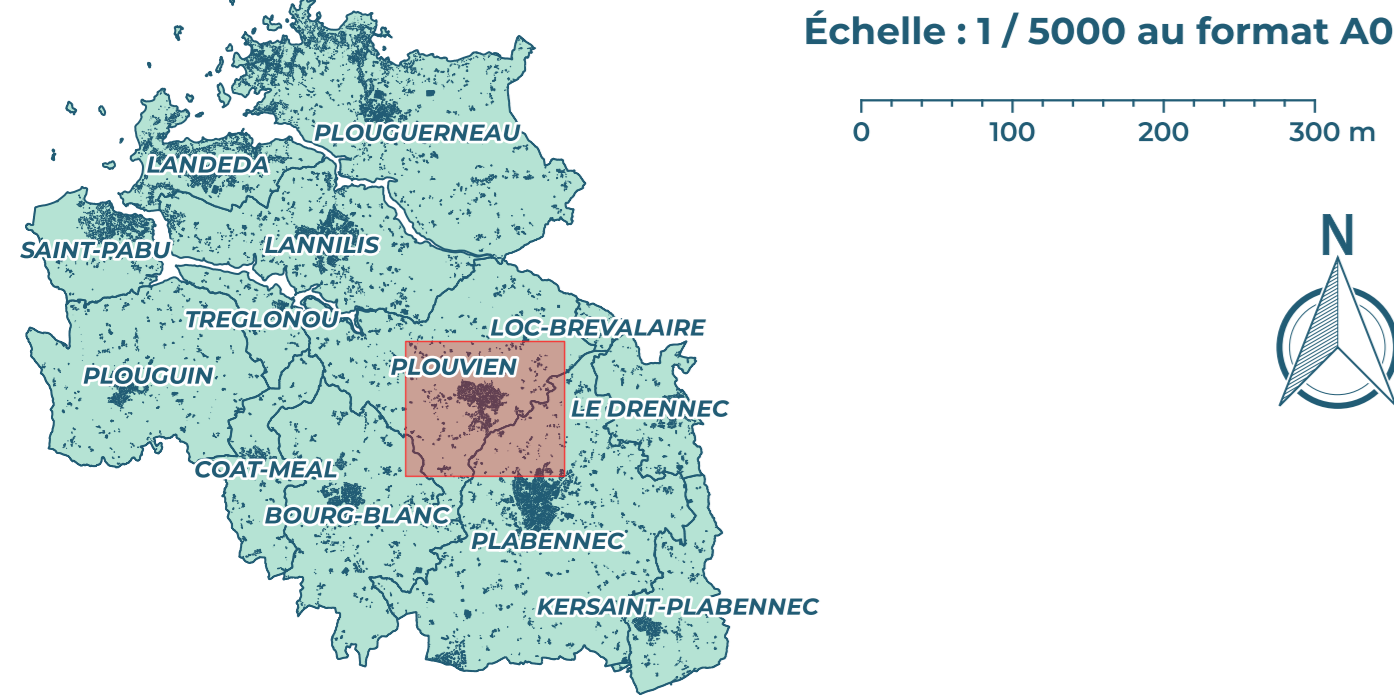 Échelle : 1 / 5000 au format A0
0 100 200 300 m
N
PLOUGUERNEAU
LANDEDA
SAINT-PABU
LANNILIS
TREGLONOU
LOC-BREVALAIRE
PLOUVIEN
PLOUGUIN
LE DRENNEC
COAT-MEAL
BOURG-BLANC
PLABENNEC
KERSAINT-PLABENNEC